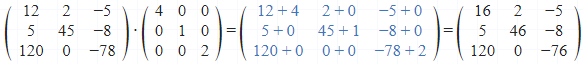 ( 12 2 −5 ) · ( 4 0 0 ) = ( 12+4 2+0 −5+0 ) = ( 16 2 −5 )
( 5 45 −8 ) ( 0 1 0 ) ( 5+0 45+1 −8+0 ) ( 5 46 −8 )
( 120 0 −78 ) ( 0 0 2 ) ( 120+0 0+0 −78+2 ) ( 120 0 −76 )